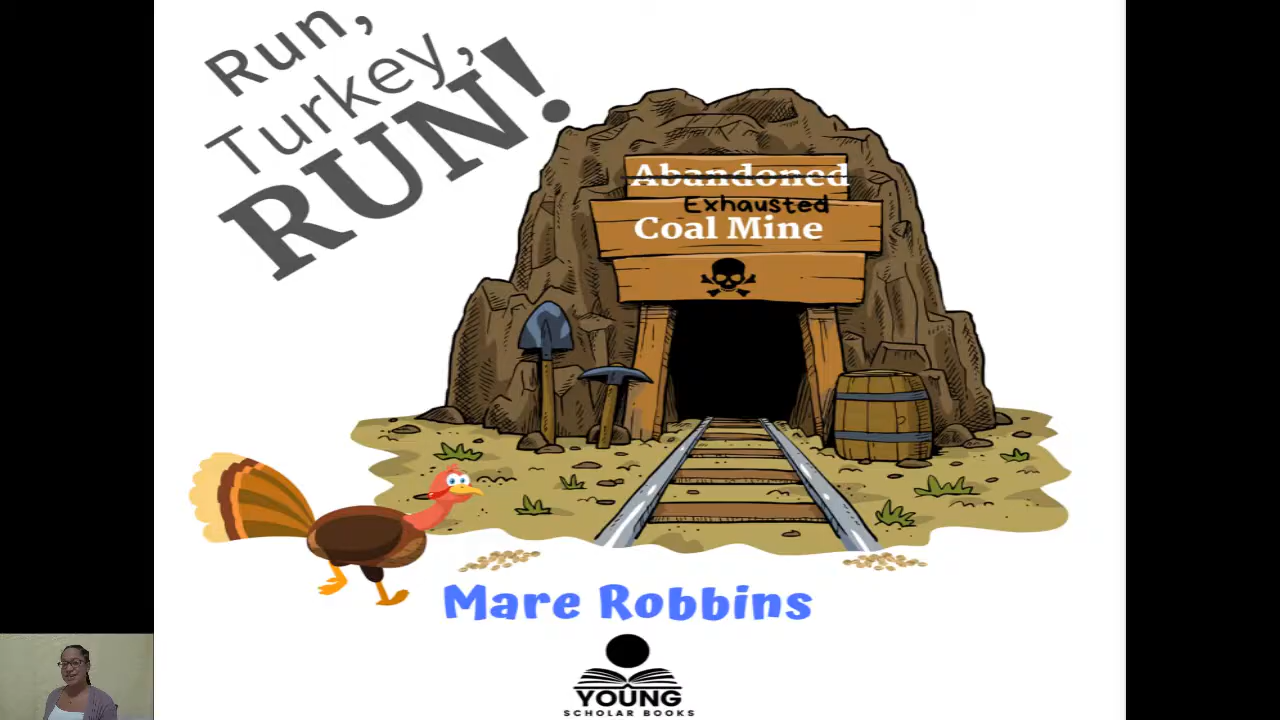 Run,
Turkey,
RUN!
Abandoned
Exhausted
Coal Mine
Mare Robbins
YOUNG
SCHOLAR BOOKS